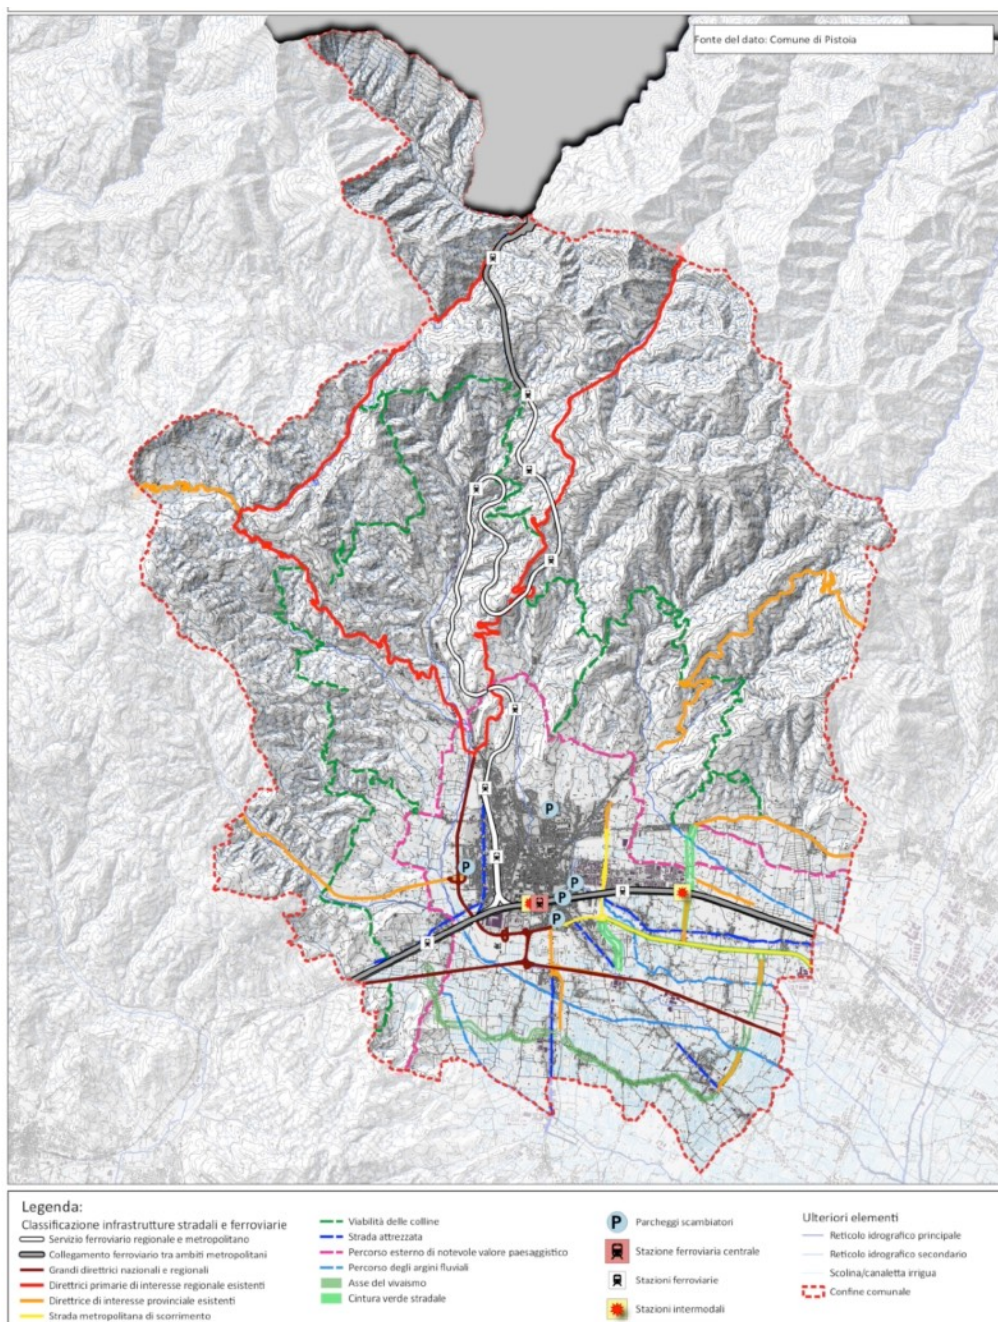 Fonte del dato: Comune di Pistoia
P
P
P
P
P
Legenda:
Classificazione infrastrutture stradali e ferroviarie
Servizio ferroviario regionale e metropolitano
Collegamento ferroviario tra ambiti metropolitani
Grandi direttrici nazionali e regionali
Direttrici primarie di interesse regionale esistenti
Direttrice di interesse provinciale esistenti
Strada metropolitana di scorrimento
Viabilità delle colline
Strada attrezzata
Percorso esterno di notevole valore paesaggistico
Percorso degli argini fluviali
Asse del vivaismo
Cintura verde stradale
P Parcheggi scambiatori
Stazione ferroviaria centrale
Stazioni ferroviarie
Stazioni intermodali
Ulteriori elementi
Reticolo idrografico principale
Reticolo idrografico secondario
Scolina/canaletta irrigua
Confine comunale